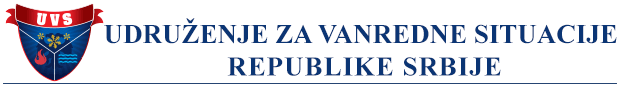 UVS
UDRUŽENJE ZA VANREDNE SITUACIJE
REPUBLIKE SRBIJE